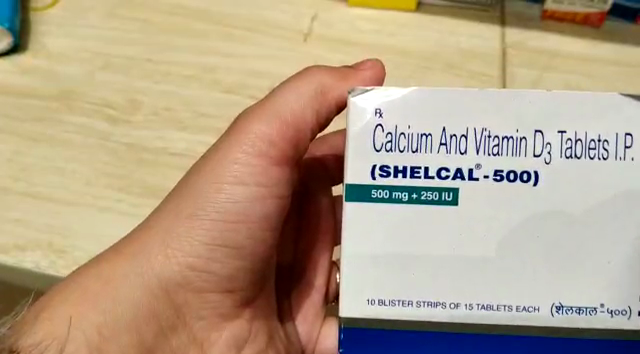 Rx
Calcium And Vitamin D3 Tablets I.P.
(SHELCAL®-500)
500 mg + 250 IU
10 BLISTER STRIPS OF 15 TABLETS EACH (शेलकाल®-५००)